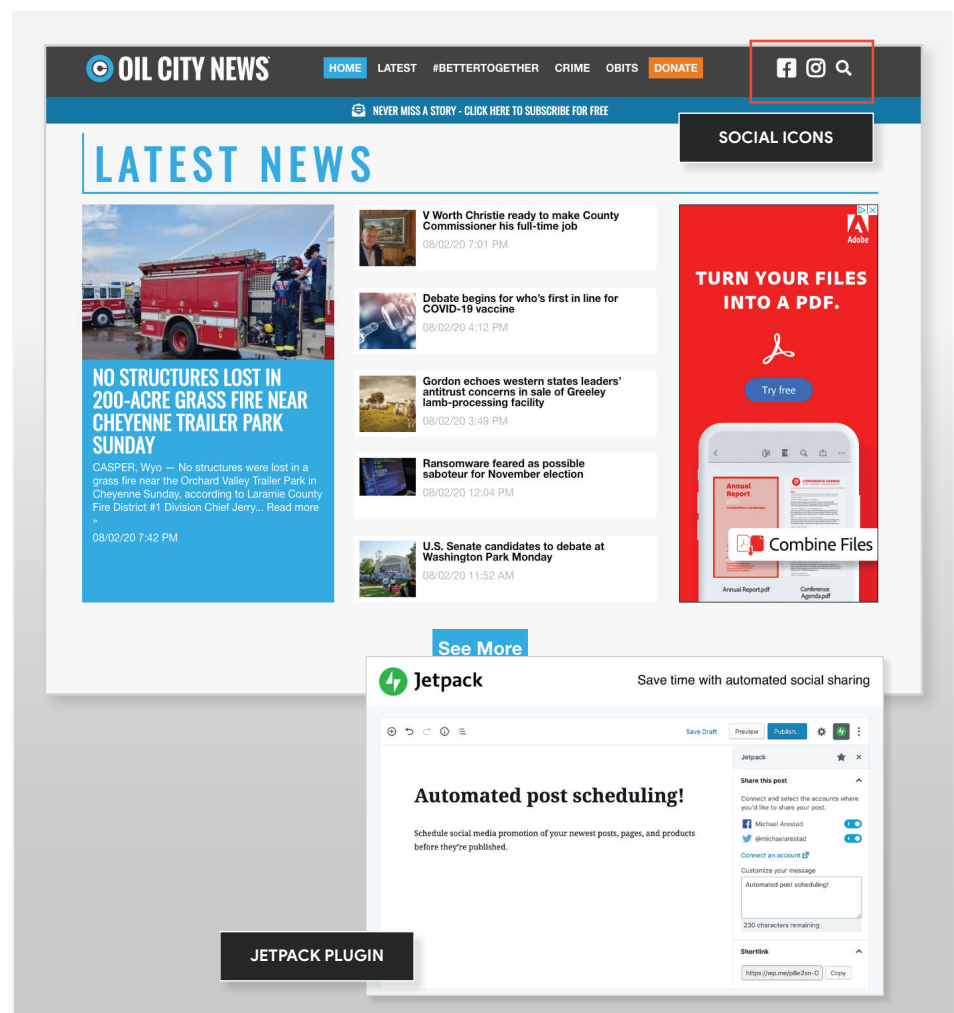 OIL CITY NEWS
HOME LATEST #BETTERTOGETHER CRIME OBITS DONATE
NEVER MISS A STORY - CLICK HERE TO SUBSCRIBE FOR FREE
SOCIAL ICONS
LATEST NEWS
NO STRUCTURES LOST IN
200-ACRE GRASS FIRE NEAR
CHEYENNE TRAILER PARK
SUNDAY
CASPER, Wyo — No structures were lost in a
grass fire near the Orchard Valley Trailer Park in
Cheyenne Sunday, according to Laramie County
Fire District #1 Division Chief Jerry... Read more
»
08/02/20 7:42 PM
V Worth Christie ready to make County
Commissioner his full-time job
08/02/20 7:01 PM
Debate begins for who's first in line for
COVID-19 vaccine
08/02/20 4:12 PM
Gordon echoes western states leaders'
antitrust concerns in sale of Greeley
lamb-processing facility
08/02/20 3:49 PM
Ransomware feared as possible
saboteur for November election
08/02/20 12:04 PM
U.S. Senate candidates to debate at
Washington Park Monday
08/02/20 11:52 AM
Adobe
TURN YOUR FILES
INTO A PDF.
Try free
Annual
Report
Competitive Landscape
CONFERENCE AGENDA
Combine Files
Annual Report.pdf
Conference
Agenda.pdf
See More
Jetpack
Save time with automated social sharing
Save Draft Preview Publish...
Automated post scheduling!
Schedule social media promotion of your newest posts, pages, and products
before they're published.
Jetpack
Share this post
Connect and select the accounts where
you'd like to share your post.
Michael Arestad
@michaelarestad
Connect an account
Customize your message
Automated post scheduling!
230 characters remaining
Shortlink
https://wp.me/p8e2sn-C Copy
JETPACK PLUGIN